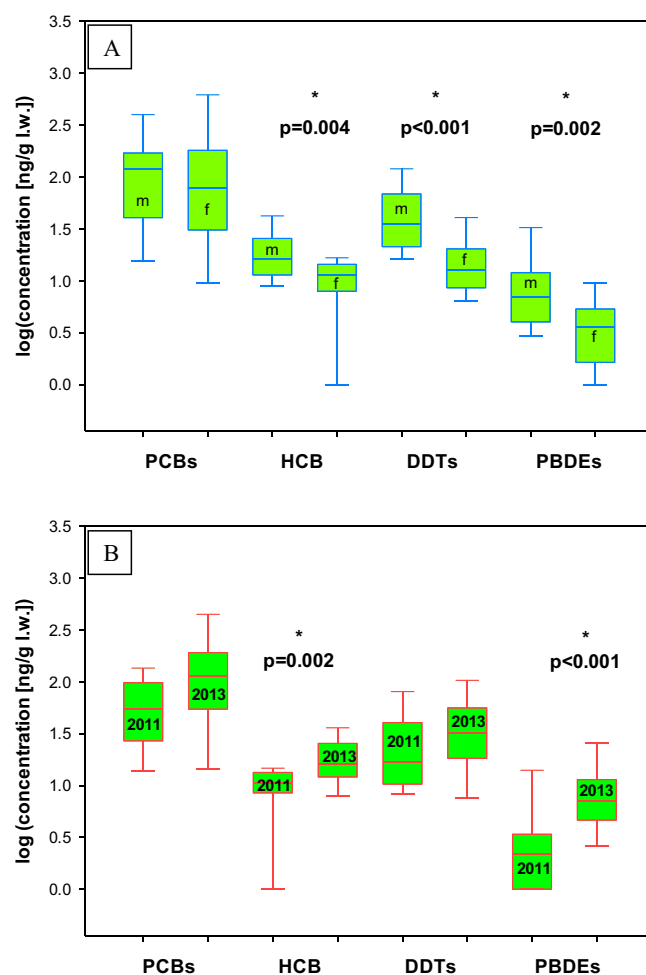 A
log(concentration [ng/g l.w.])
3.5
3.0
2.5
2.0
1.5
1.0
0.5
0.0
*
p=0.004
*
p<0.001
*
p=0.002
m
f
m
f
m
f
m
f
PCBs HCB DDTs PBDEs
B
log (concentration [ng/g l.w.])
3.5
3.0
2.5
2.0
1.5
1.0
0.5
0.0
*
p=0.002
*
p<0.001
2011
2013
2011
2013
2011
2013
2011
2013
PCBs HCB DDTs PBDEs